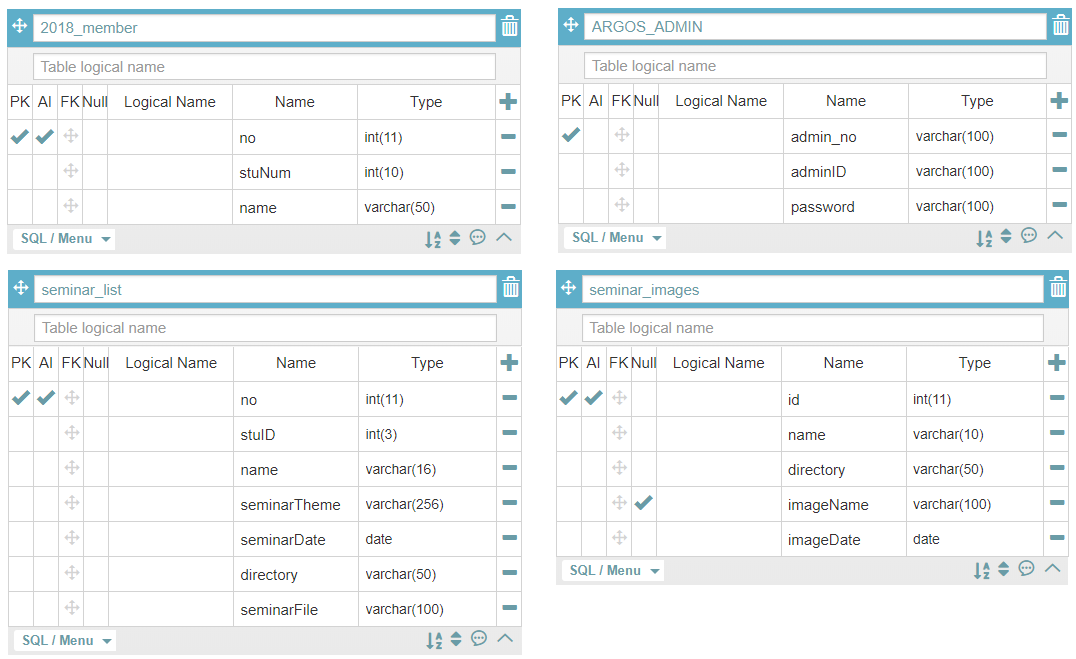 2018_member
Table logical name
PK AI FK Null Logical Name Name Type
no int(11)
stuNum int(10)
name varchar(50)
SQL / Menu
ARGOS_ADMIN
Table logical name
PK AI FK Null Logical Name Name Type
admin_no varchar(100)
adminID varchar(100)
password varchar(100)
SQL / Menu
seminar_list
Table logical name
PK AI FK Null Logical Name Name Type
no int(11)
stuID int(3)
name varchar(16)
seminarTheme varchar(256)
seminarDate date
directory varchar(50)
seminarFile varchar(100)
SQL / Menu
seminar_images
Table logical name
PK AI FK Null Logical Name Name Type
id int(11)
name varchar(10)
directory varchar(50)
imageName varchar(100)
imageDate date
SQL / Menu